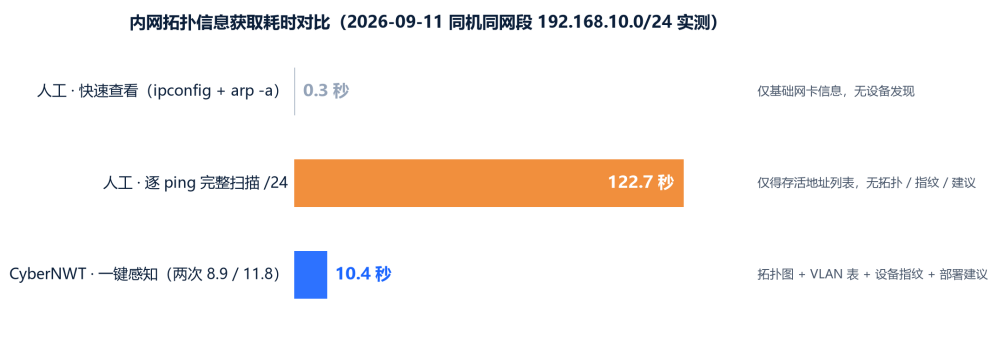 内网拓扑信息获取耗时对比（2026-09-11 同机同网段 192.168.10.0/24 实测）
人工 · 快速查看（ipconfig + arp -a） 0.3 秒 仅基础网卡信息，无设备发现
人工 · 逐 ping 完整扫描 /24 122.7 秒 仅得存活地址列表，无拓扑 / 指纹 / 建议
CyberNWT · 一键感知（两次 8.9 / 11.8） 10.4 秒 拓扑图 + VLAN 表 + 设备指纹 + 部署建议